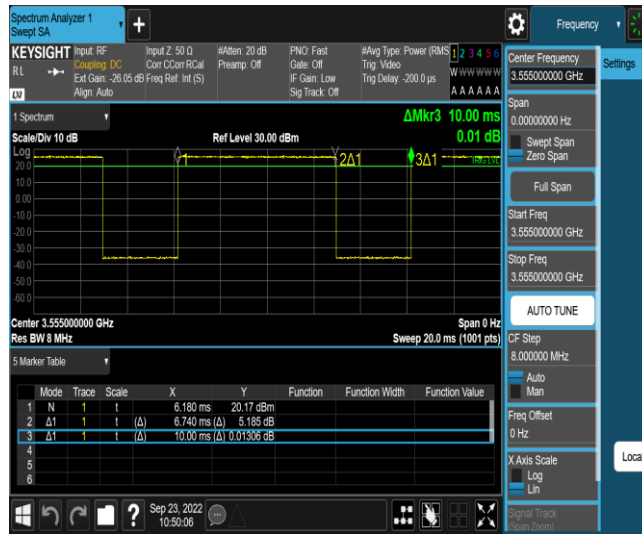 Spectrum Analyzer 1
Swept SA
Frequency
KEYSIGHT
RL
LXI
Input: RF
Coupling: DC
Ext Gain: -26.05 dB
Align: Auto
Input Z: 50 Ω
Corr CCorr RCal
Freq Ref: Int (S)
#Atten: 20 dB
Preamp: Off
PNO: Fast
Gate: Off
IF Gain: Low
Sig Track: Off
#Avg Type: Power (RMS
Trig: Video
Trig Delay: -200.0 µs
1 2 3 4 5 6
W W W W W W
A A A A A A
1 Spectrum
Scale/Div 10 dB
Log
Ref Level 30.00 dBm
ΔMkr3 10.00 ms
0.01 dB
1
2Δ1
3Δ1
TRIG LVL
20.0
10.0
0.00
-10.0
-20.0
-30.0
-40.0
-50.0
-60.0
Center 3.555000000 GHz
Res BW 8 MHz
Span 0 Hz
Sweep 20.0 ms (1001 pts)
5 Marker Table
Mode Trace Scale X Y Function Function Width Function Value
1 N 1 t 6.180 ms 20.17 dBm
2 Δ1 1 t (Δ) 6.740 ms (Δ) 5.185 dB
3 Δ1 1 t (Δ) 10.00 ms (Δ) 0.01306 dB
4
5
6
?
Sep 23, 2022
10:50:06
Center Frequency
3.555000000 GHz
Settings
Span
0.00000000 Hz
Swept Span
Zero Span
Full Span
Start Freq
3.555000000 GHz
Stop Freq
3.555000000 GHz
AUTO TUNE
CF Step
8.000000 MHz
Auto
Man
Freq Offset
0 Hz
X Axis Scale
Log
Lin
Signal Track
(Span Zoom)
Local